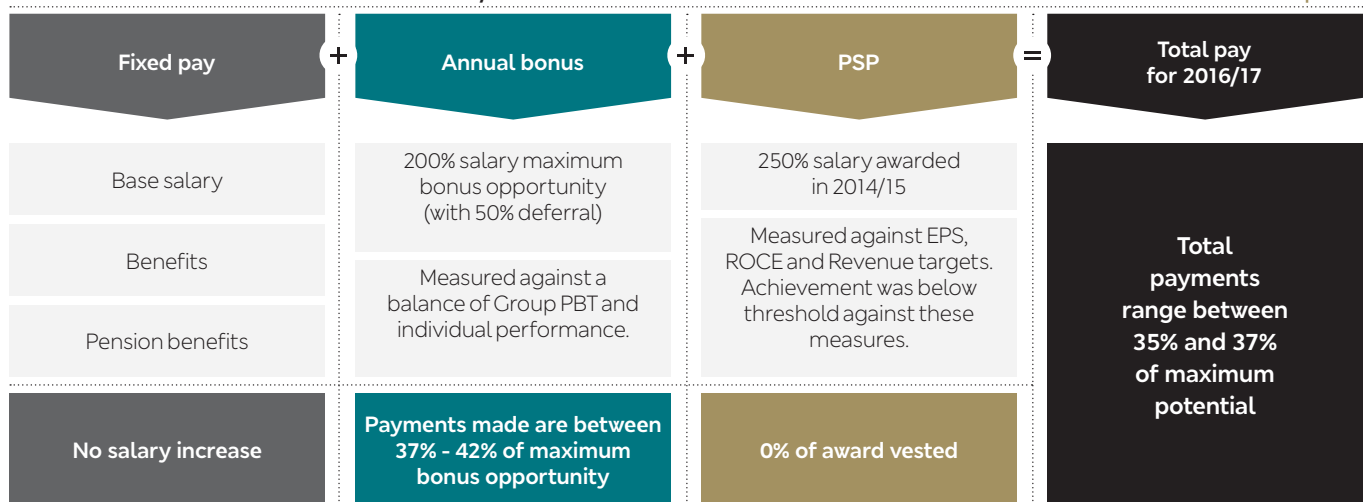 Fixed pay
+
Annual bonus
+
PSP
=
Total pay
for 2016/17
Base salary
Benefits
Pension benefits
No salary increase
200% salary maximum
bonus opportunity
(with 50% deferral)
Measured against a
balance of Group PBT and
individual performance.
Payments made are between
37% - 42% of maximum
bonus opportunity
250% salary awarded
in 2014/15
Measured against EPS,
ROCE and Revenue targets.
Achievement was below
threshold against these
measures.
0% of award vested
Total
payments
range between
35% and 37%
of maximum
potential